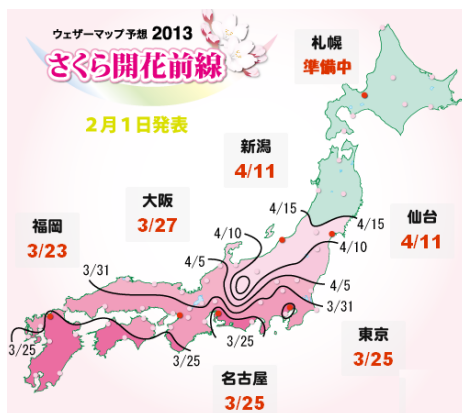 ウェザーマップ 予想 2013
さくら開花前線
2月1日発表
札幌
準備中
新潟
4/11
大阪
3/27
福岡
3/23
仙台
4/11
東京
3/25
名古屋
3/25
4/15
4/15
4/10
4/10
4/5
4/5
3/31
3/31
3/25
3/25
3/25
3/25